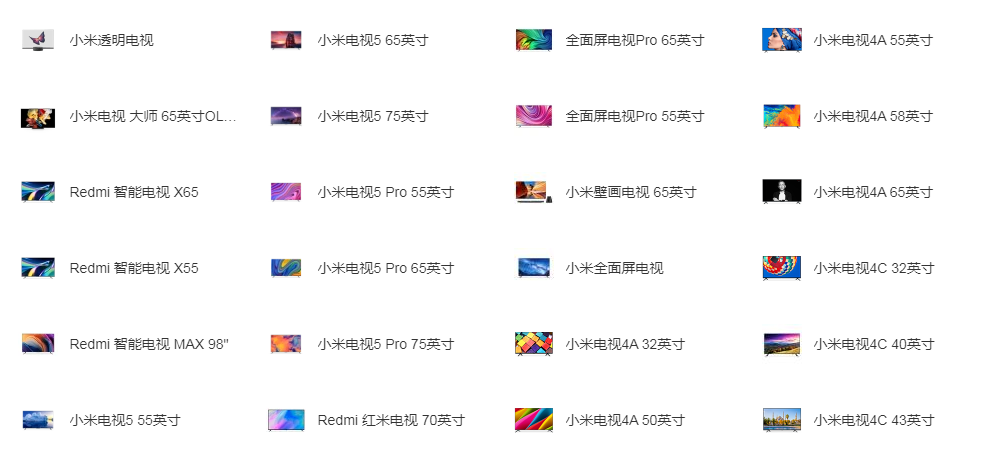 小米透明电视
小米电视5 65英寸
全面屏电视Pro 65英寸
小米电视4A 55英寸
小米电视 大师 65英寸OL...
小米电视5 75英寸
全面屏电视Pro 55英寸
小米电视4A 58英寸
Redmi 智能电视 X65
小米电视5 Pro 55英寸
小米壁画电视 65英寸
小米电视4A 65英寸
Redmi 智能电视 X55
小米电视5 Pro 65英寸
小米全面屏电视
小米电视4C 32英寸
Redmi 智能电视 MAX 98"
小米电视5 Pro 75英寸
小米电视4A 32英寸
小米电视4C 40英寸
小米电视5 55英寸
Redmi 红米电视 70英寸
小米电视4A 50英寸
小米电视4C 43英寸